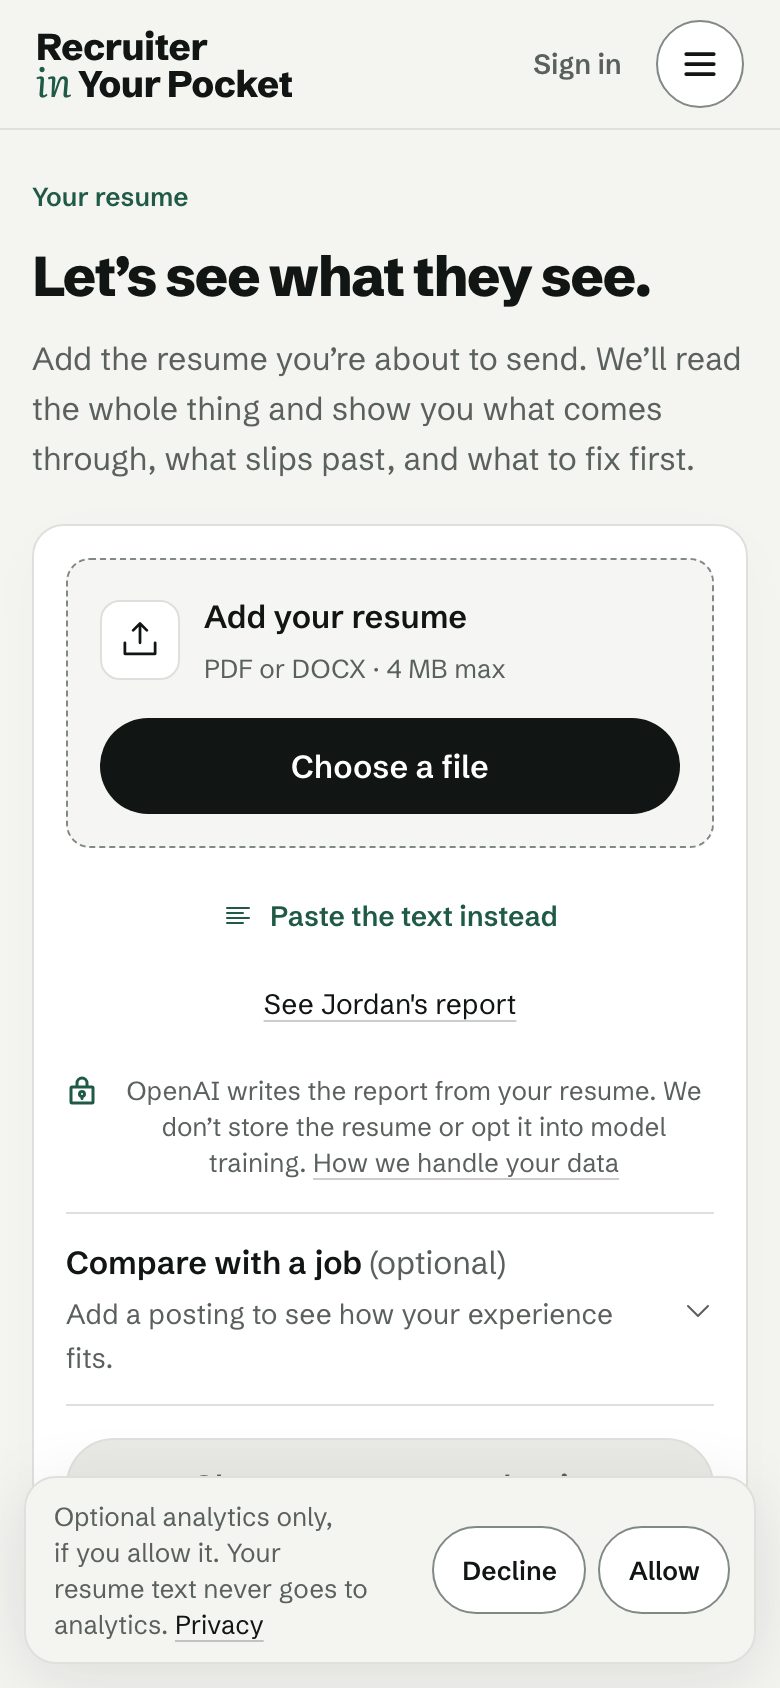 Recruiter
in Your Pocket
Sign in
Your resume
Let’s see what they see.
Add the resume you’re about to send. We’ll read
the whole thing and show you what comes
through, what slips past, and what to fix first.
Add your resume
PDF or DOCX · 4 MB max
Choose a file
Paste the text instead
See Jordan's report
OpenAI writes the report from your resume. We
don’t store the resume or opt it into model
training. How we handle your data
Compare with a job (optional)
Add a posting to see how your experience
fits.
Optional analytics only,
if you allow it. Your
resume text never goes to
analytics. Privacy
Decline
Allow